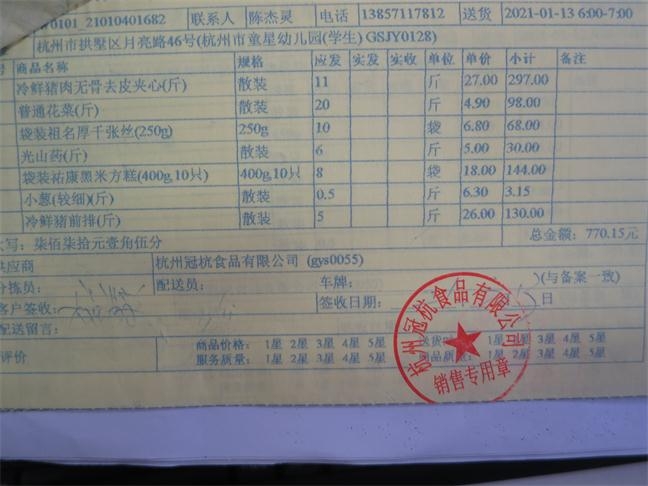 0101_21010401682 联系人 陈杰灵 电话 13857117812 送货 2021-01-13 6:00-7:00
杭州市拱墅区月亮路46号(杭州市童星幼儿园(学生) GSJY0128)
号 商品名称 规格 应发 实发 实收 单位 单价 小计 备注
冷鲜猪肉无骨去皮夹心(斤) 散装 11 斤 27.00 297.00
普通花菜(斤) 散装 20 斤 4.90 98.00
袋装祖名厚千张丝(250g) 250g 10 袋 6.80 68.00
光山药(斤) 散装 6 斤 5.00 30.00
袋装祐康黑米方糕(400g,10只) 400g,10只 8 袋 18.00 144.00
小葱(较细)(斤) 散装 0.5 斤 6.30 3.15
冷鲜猪前排(斤) 散装 5 斤 26.00 130.00
大写: 柒佰柒拾元壹角伍分 总金额: 770.15元
供应商 杭州冠杭食品有限公司 (gys0055)
分拣员: 配送员: 车牌: (与备案一致)
客户签收: 签收日期: 日
配送留言:
评价 商品价格: 1星 2星 3星 4星 5星 送货 1星 2星 3星 4星 5星
服务质量: 1星 2星 3星 4星 5星 商品质量: 1星 2星 3星 4星 5星
杭州冠杭食品有限公司
销售专用章